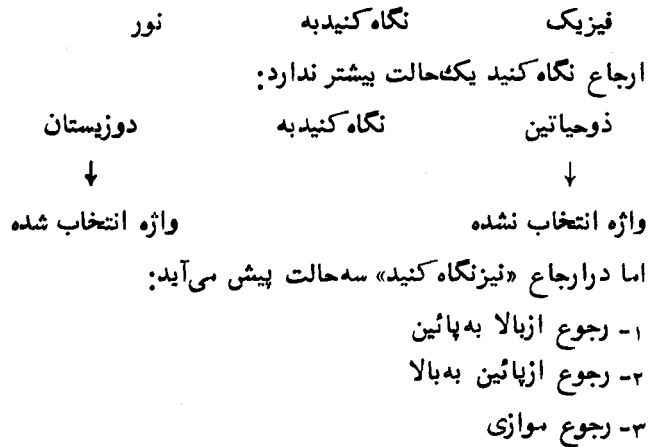 فیزیک نگاه کنیدبه نور
ارجاع نگاه کنید یک‌حالت بیشتر ندارد:
ذوحیاتین نگاه کنیدبه دوزیستان
↓ ↓
واژه انتخاب نشده واژه انتخاب شده
اما درارجاع «نیزنگاه کنید» سه‌حالت پیش می‌آید:
۱- رجوع ازبالا به‌پائین
۲- رجوع ازپائین به‌بالا
۳- رجوع موازی